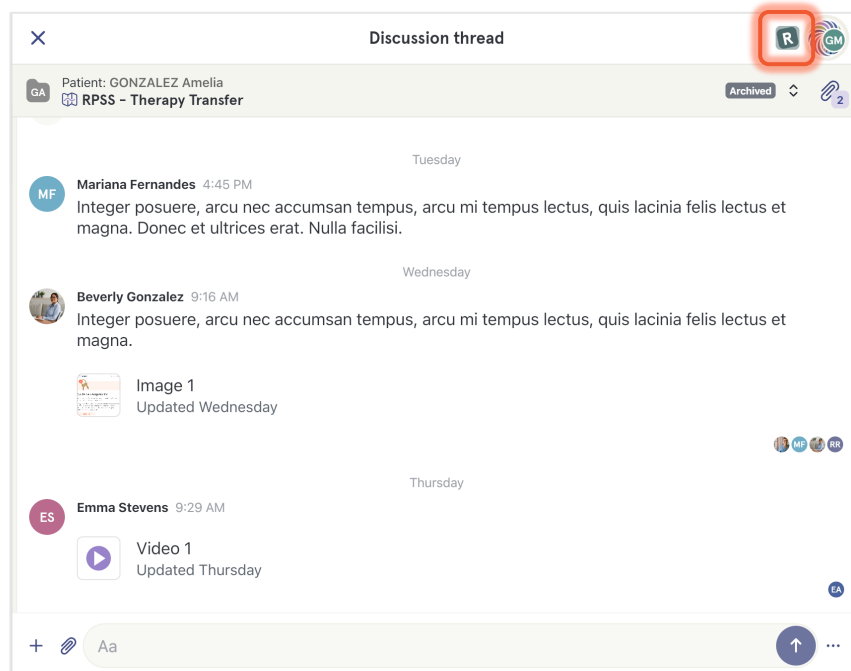 Discussion thread
R
GM
GA
Patient: GONZALEZ Amelia
RPSS - Therapy Transfer
Archived
2
Tuesday
MF
Mariana Fernandes 4:45 PM
Integer posuere, arcu nec accumsan tempus, arcu mi tempus lectus, quis lacinia felis lectus et
magna. Donec et ultrices erat. Nulla facilisi.
Wednesday
Beverly Gonzalez 9:16 AM
Integer posuere, arcu nec accumsan tempus, arcu mi tempus lectus, quis lacinia felis lectus et
magna.
Image 1
Updated Wednesday
MF
RR
Thursday
ES
Emma Stevens 9:29 AM
Video 1
Updated Thursday
EA
Aa